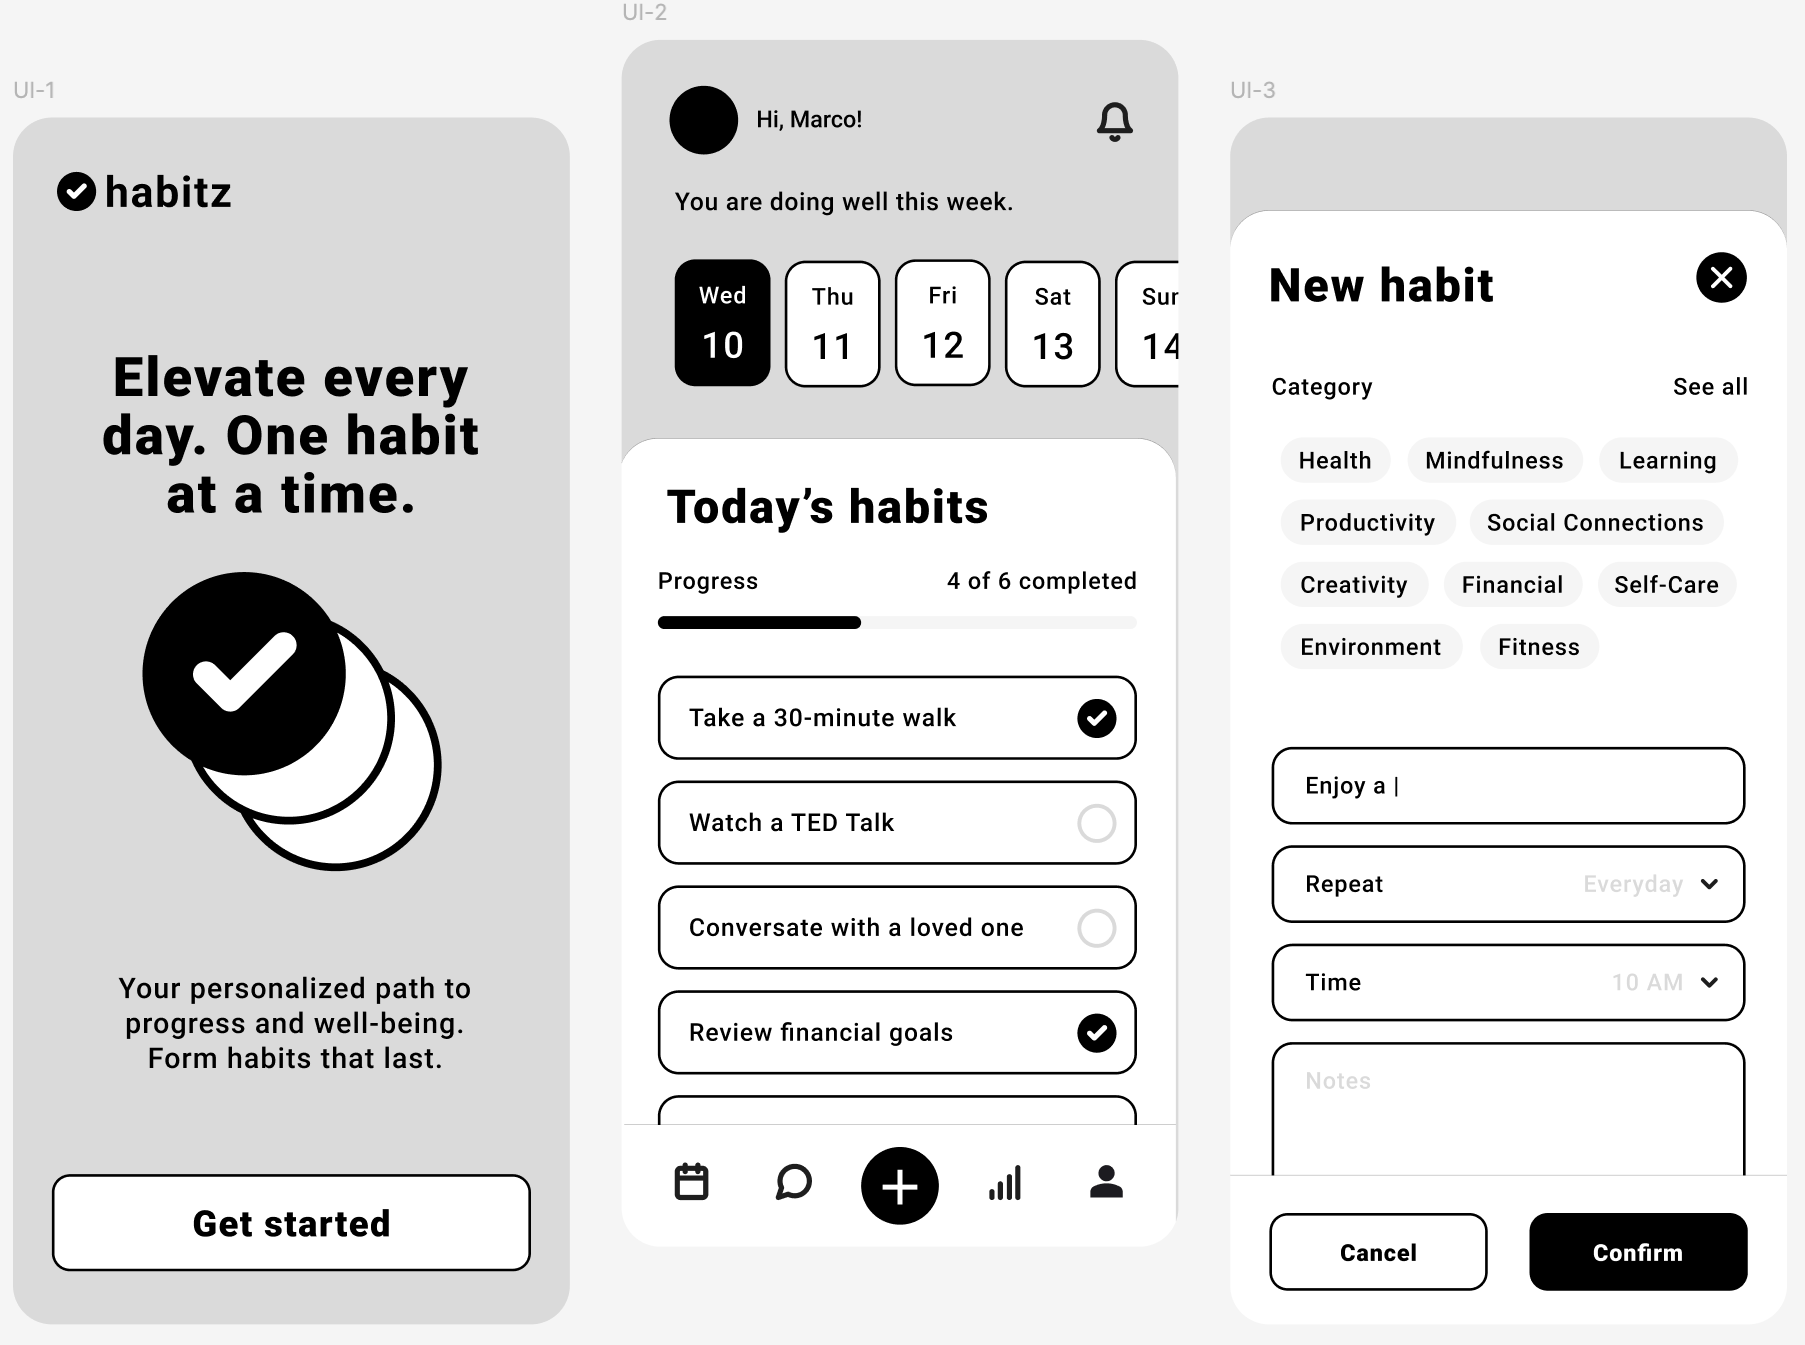 UI-1
habitz
Elevate every
day. One habit
at a time.
Your personalized path to
progress and well-being.
Form habits that last.
Get started
UI-2
Hi, Marco!
You are doing well this week.
Wed Thu Fri Sat Sun
10 11 12 13 14
Today’s habits
Progress 4 of 6 completed
Take a 30-minute walk
Watch a TED Talk
Conversate with a loved one
Review financial goals
UI-3
New habit
Category See all
Health Mindfulness Learning
Productivity Social Connections
Creativity Financial Self-Care
Environment Fitness
Enjoy a |
Repeat Everyday
Time 10 AM
Notes
Cancel Confirm